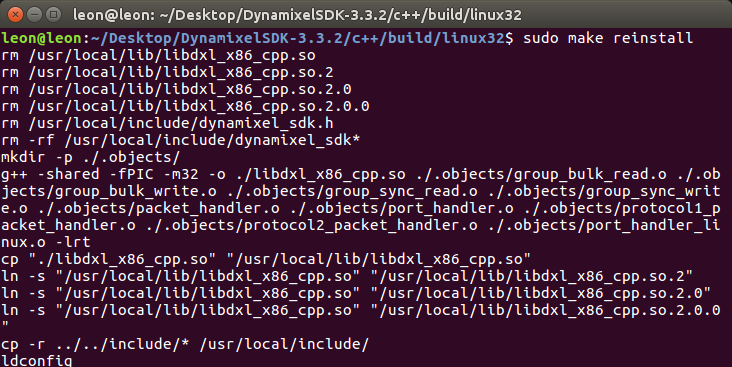 leon@leon: ~/Desktop/DynamixelSDK-3.3.2/c++/build/linux32
leon@leon:~/Desktop/DynamixelSDK-3.3.2/c++/build/linux32$ sudo make reinstall
rm /usr/local/lib/libdxl_x86_cpp.so
rm /usr/local/lib/libdxl_x86_cpp.so.2
rm /usr/local/lib/libdxl_x86_cpp.so.2.0
rm /usr/local/lib/libdxl_x86_cpp.so.2.0.0
rm /usr/local/include/dynamixel_sdk.h
rm -rf /usr/local/include/dynamixel_sdk*
mkdir -p ./.objects/
g++ -shared -fPIC -m32 -o ./libdxl_x86_cpp.so ./.objects/group_bulk_read.o ./.ob
jects/group_bulk_write.o ./.objects/group_sync_read.o ./.objects/group_sync_writ
e.o ./.objects/packet_handler.o ./.objects/port_handler.o ./.objects/protocol1_p
acket_handler.o ./.objects/protocol2_packet_handler.o ./.objects/port_handler_li
nux.o -lrt
cp "./libdxl_x86_cpp.so" "/usr/local/lib/libdxl_x86_cpp.so"
ln -s "/usr/local/lib/libdxl_x86_cpp.so" "/usr/local/lib/libdxl_x86_cpp.so.2"
ln -s "/usr/local/lib/libdxl_x86_cpp.so" "/usr/local/lib/libdxl_x86_cpp.so.2.0"
ln -s "/usr/local/lib/libdxl_x86_cpp.so" "/usr/local/lib/libdxl_x86_cpp.so.2.0.0
"
cp -r ../../include/* /usr/local/include/
ldconfig